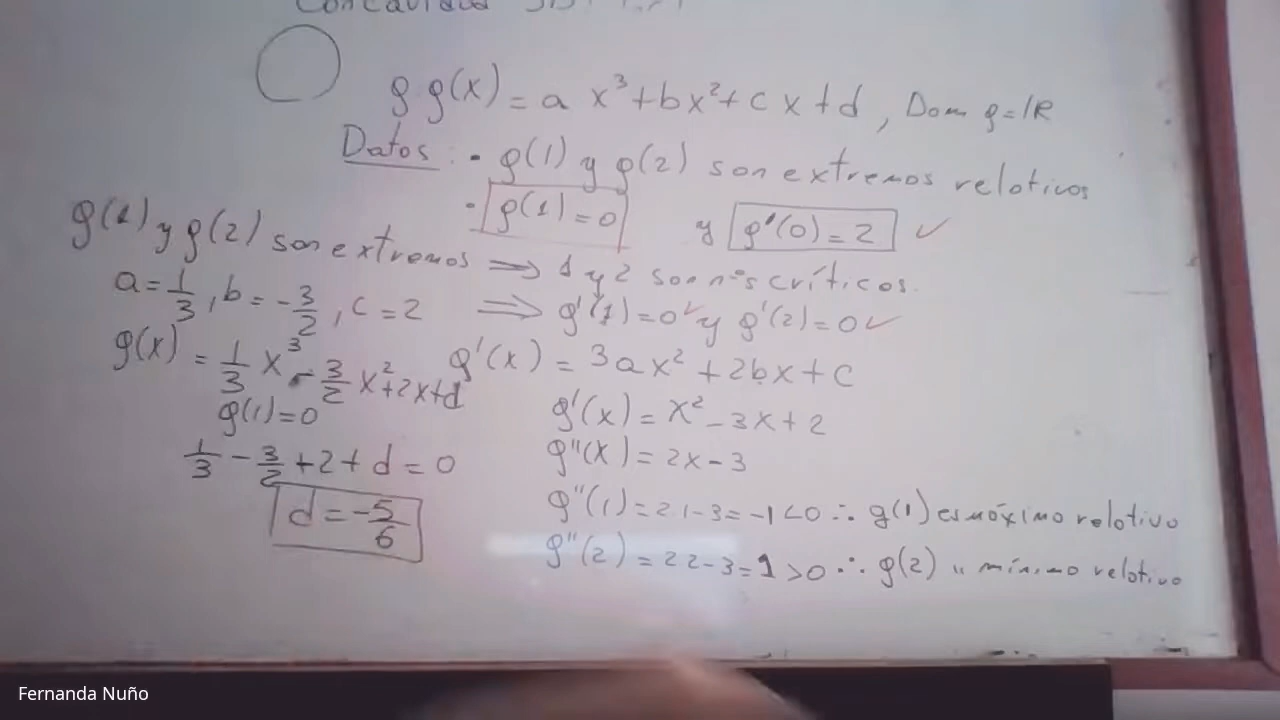 g: g(x) = a x³ + b x² + c x + d , Dom g = IR
Datos : • g(1) y g(2) son extremos relativos
• g(1) = 0 y g'(0) = 2 ✓
g(1) y g(2) son extremos ⟹ 1 y 2 son nºs críticos.
a = 1/3 , b = -3/2 , c = 2 ⟹ g'(1) = 0 ✓ y g'(2) = 0 ✓
g(x) = 1/3 x³ - 3/2 x² + 2x + d
g'(x) = 3a x² + 2bx + c
g(1) = 0
g'(x) = x² - 3x + 2
1/3 - 3/2 + 2 + d = 0
g''(x) = 2x - 3
d = -5/6
g''(1) = 2.1 - 3 = -1 < 0 ∴ g(1) es máximo relativo
g''(2) = 2 2 - 3 = 1 > 0 ∴ g(2) " mínimo relativo
Fernanda Nuño